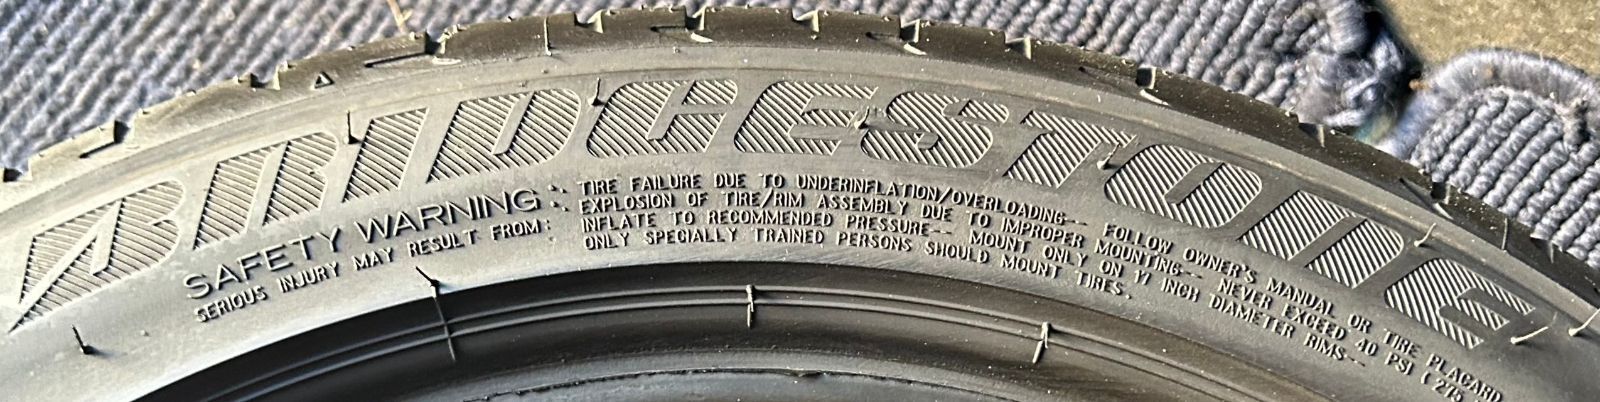 BRIDGESTONE
SAFETY WARNING:
SERIOUS INJURY MAY RESULT FROM:
TIRE FAILURE DUE TO UNDERINFLATION/OVERLOADING-- FOLLOW OWNER'S MANUAL OR TIRE PLACARD
EXPLOSION OF TIRE/RIM ASSEMBLY DUE TO IMPROPER MOUNTING-- NEVER EXCEED 40 PSI (275
INFLATE TO RECOMMENDED PRESSURE-- MOUNT ONLY ON 17 INCH DIAMETER RIMS--
ONLY SPECIALLY TRAINED PERSONS SHOULD MOUNT TIRES.